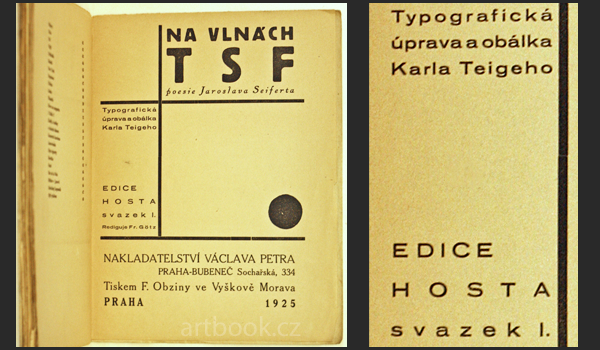 NA VLNÁCH
TSF
poesie Jaroslava Seiferta
Typografická
úprava a obálka
Karla Teigeho
EDICE
HOSTA
svazek I.
Rediguje Fr. Götz
NAKLADATELSTVÍ VÁCLAVA PETRA
PRAHA-BUBENEČ Sochařská, 334
Tiskem F. Obziny ve Vyškově Morava
PRAHA 1925
artbook.cz
Typografická
úprava a obálka
Karla Teigeho
EDICE
HOSTA
svazek I.